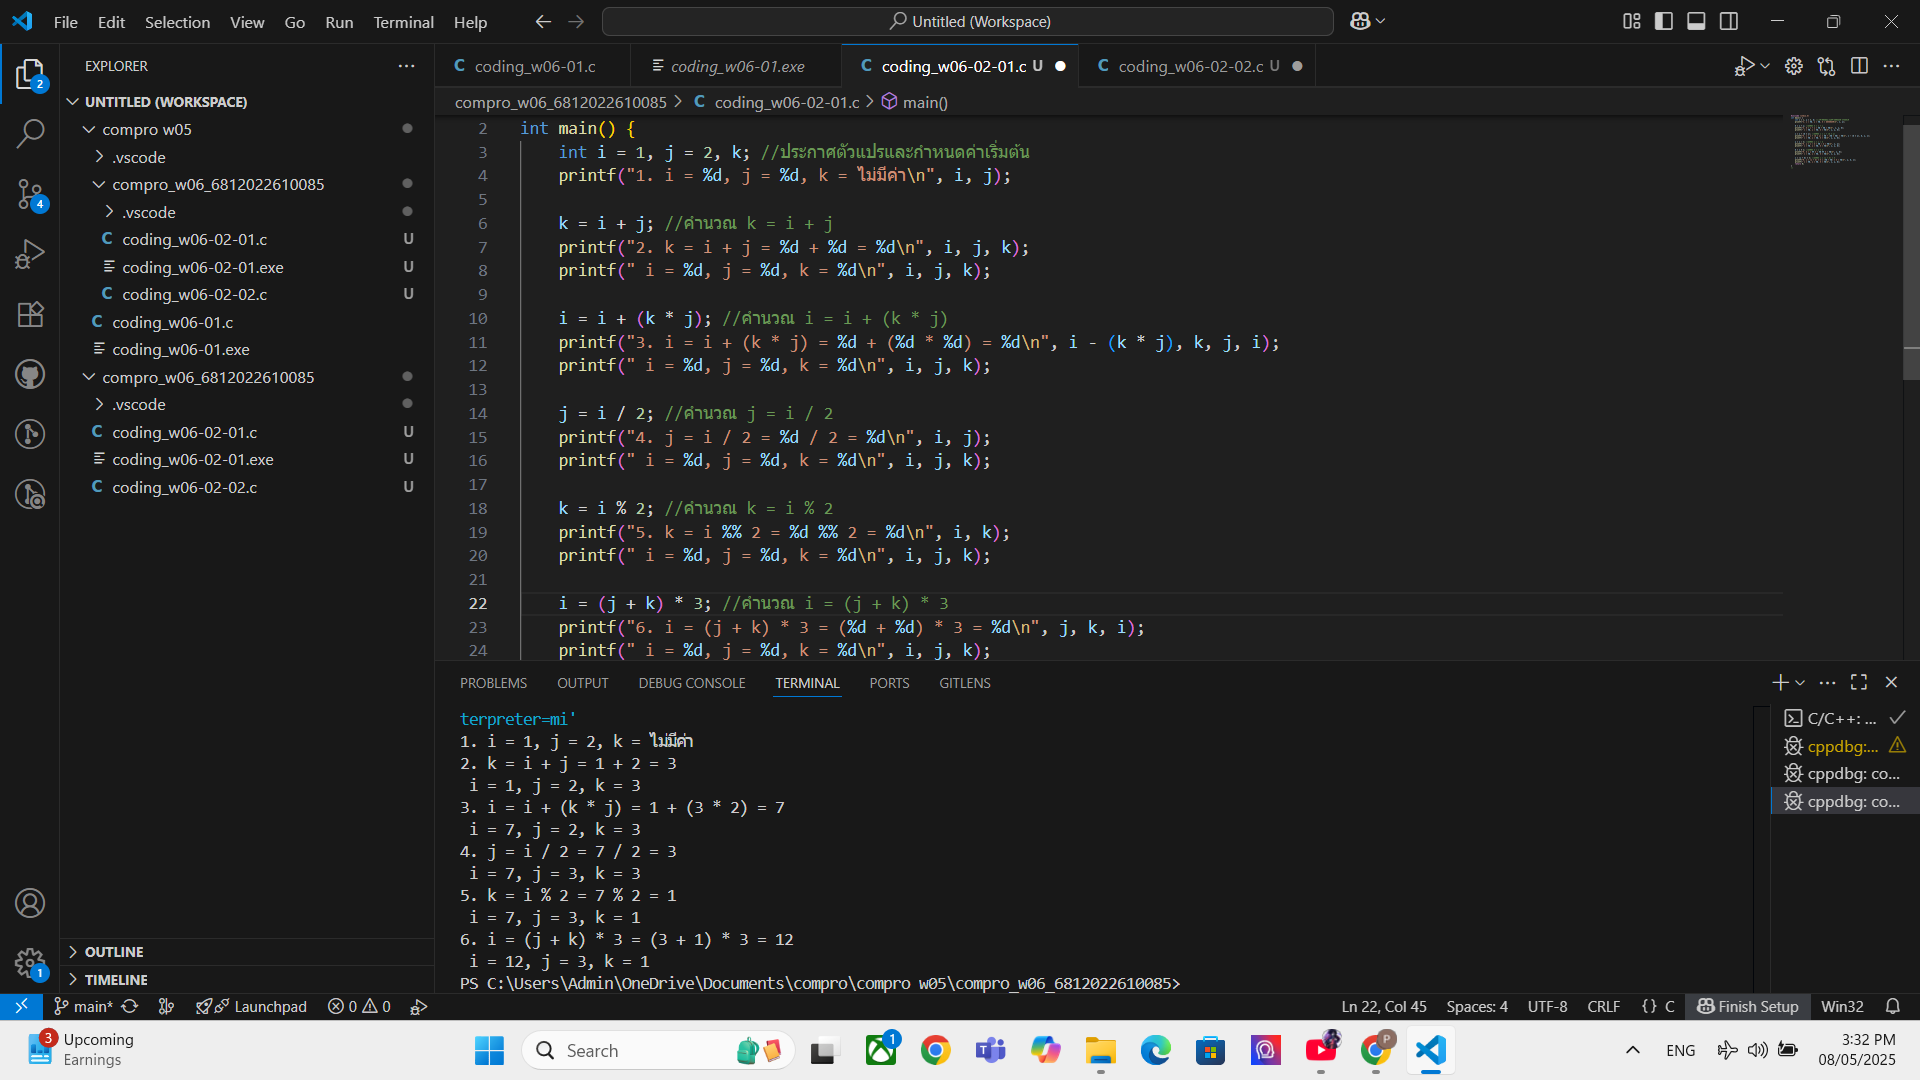 File Edit Selection View Go Run Terminal Help
Untitled (Workspace)
EXPLORER
UNTITLED (WORKSPACE)
compro w05
.vscode
compro_w06_6812022610085
.vscode
C coding_w06-02-01.c U
coding_w06-02-01.exe U
C coding_w06-02-02.c U
C coding_w06-01.c
coding_w06-01.exe
compro_w06_6812022610085
.vscode
C coding_w06-02-01.c U
coding_w06-02-01.exe U
C coding_w06-02-02.c U
OUTLINE
TIMELINE
2
4
1
C coding_w06-01.c
coding_w06-01.exe
C coding_w06-02-01.c U
C coding_w06-02-02.c U
compro_w06_6812022610085 > C coding_w06-02-01.c > main()
2 int main() {
3 int i = 1, j = 2, k; //ประกาศตัวแปรและกำหนดค่าเริ่มต้น
4 printf("1. i = %d, j = %d, k = ไม่มีค่า\n", i, j);
5
6 k = i + j; //คำนวณ k = i + j
7 printf("2. k = i + j = %d + %d = %d\n", i, j, k);
8 printf(" i = %d, j = %d, k = %d\n", i, j, k);
9
10 i = i + (k * j); //คำนวณ i = i + (k * j)
11 printf("3. i = i + (k * j) = %d + (%d * %d) = %d\n", i - (k * j), k, j, i);
12 printf(" i = %d, j = %d, k = %d\n", i, j, k);
13
14 j = i / 2; //คำนวณ j = i / 2
15 printf("4. j = i / 2 = %d / 2 = %d\n", i, j);
16 printf(" i = %d, j = %d, k = %d\n", i, j, k);
17
18 k = i % 2; //คำนวณ k = i % 2
19 printf("5. k = i %% 2 = %d %% 2 = %d\n", i, k);
20 printf(" i = %d, j = %d, k = %d\n", i, j, k);
21
22 i = (j + k) * 3; //คำนวณ i = (j + k) * 3
23 printf("6. i = (j + k) * 3 = (%d + %d) * 3 = %d\n", j, k, i);
24 printf(" i = %d, j = %d, k = %d\n", i, j, k);
PROBLEMS OUTPUT DEBUG CONSOLE TERMINAL PORTS GITLENS
terpreter=mi'
1. i = 1, j = 2, k = ไม่มีค่า
2. k = i + j = 1 + 2 = 3
i = 1, j = 2, k = 3
3. i = i + (k * j) = 1 + (3 * 2) = 7
i = 7, j = 2, k = 3
4. j = i / 2 = 7 / 2 = 3
i = 7, j = 3, k = 3
5. k = i % 2 = 7 % 2 = 1
i = 7, j = 3, k = 1
6. i = (j + k) * 3 = (3 + 1) * 3 = 12
i = 12, j = 3, k = 1
PS C:\Users\Admin\OneDrive\Documents\compro\compro w05\compro_w06_6812022610085>
C/C++: ...
cppdbg:...
cppdbg: co...
cppdbg: co...
main* Launchpad 0 0
Ln 22, Col 45 Spaces: 4 UTF-8 CRLF {} C Finish Setup Win32
3 Upcoming
Earnings
Search
1
P
ENG
3:32 PM
08/05/2025